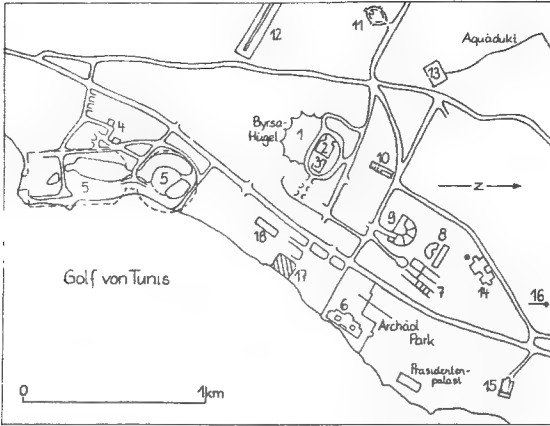 11
12
Aquädukt
13
4
Byrsa-
Hügel
1
2
3
10
5
5
z
9
8
18
7
14
16
Golf von Tunis
17
6
Archäol
Park
Präsidenten-
palast
15
0
1km